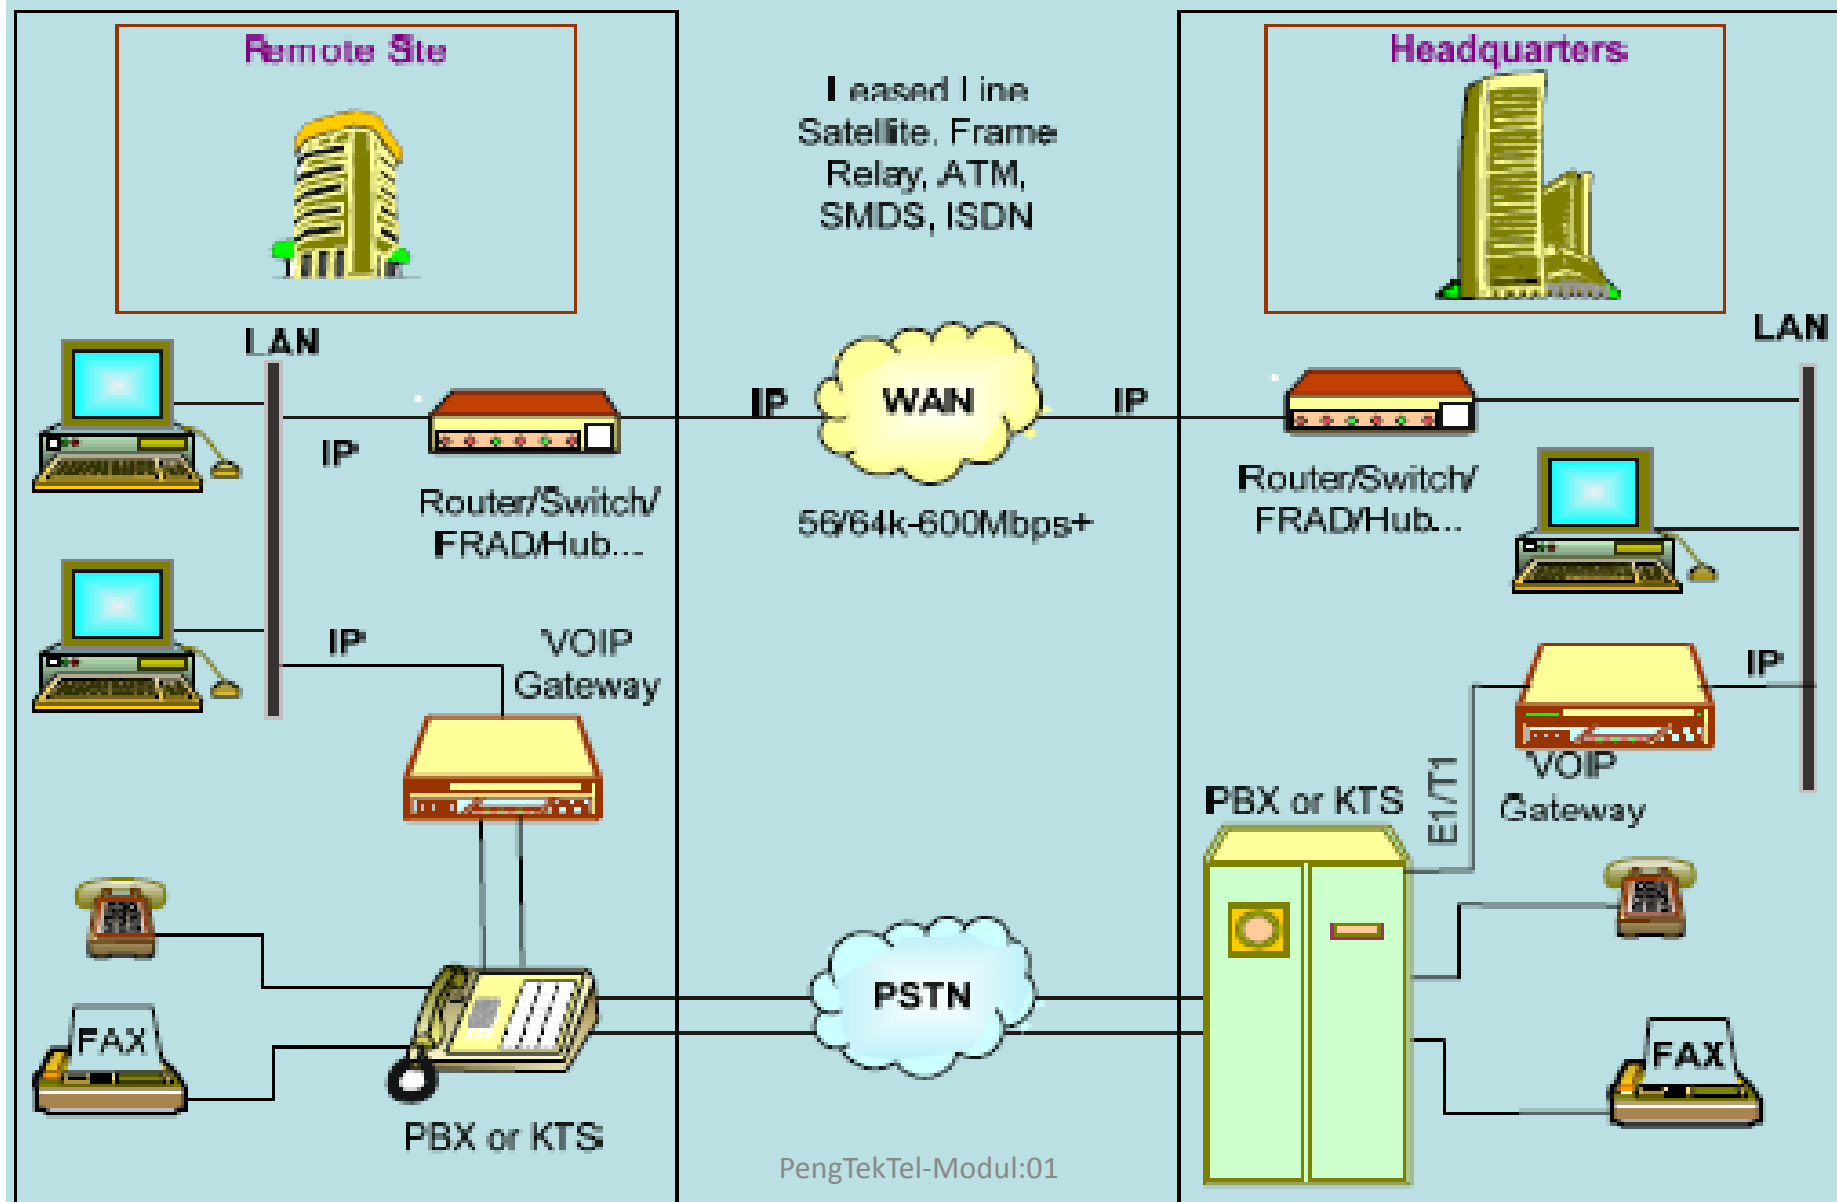 Remote Site
Leased Line
Satellite, Frame
Relay, ATM,
SMDS, ISDN
Headquarters
LAN
LAN
IP
WAN
IP
IP
Router/Switch/
FRAD/Hub...
56/64k-600Mbps+
Router/Switch/
FRAD/Hub...
IP
VOIP
Gateway
IP
VOIP
Gateway
E1/T1
PBX or KTS
PSTN
FAX
FAX
PBX or KTS
PengTekTel-Modul:01